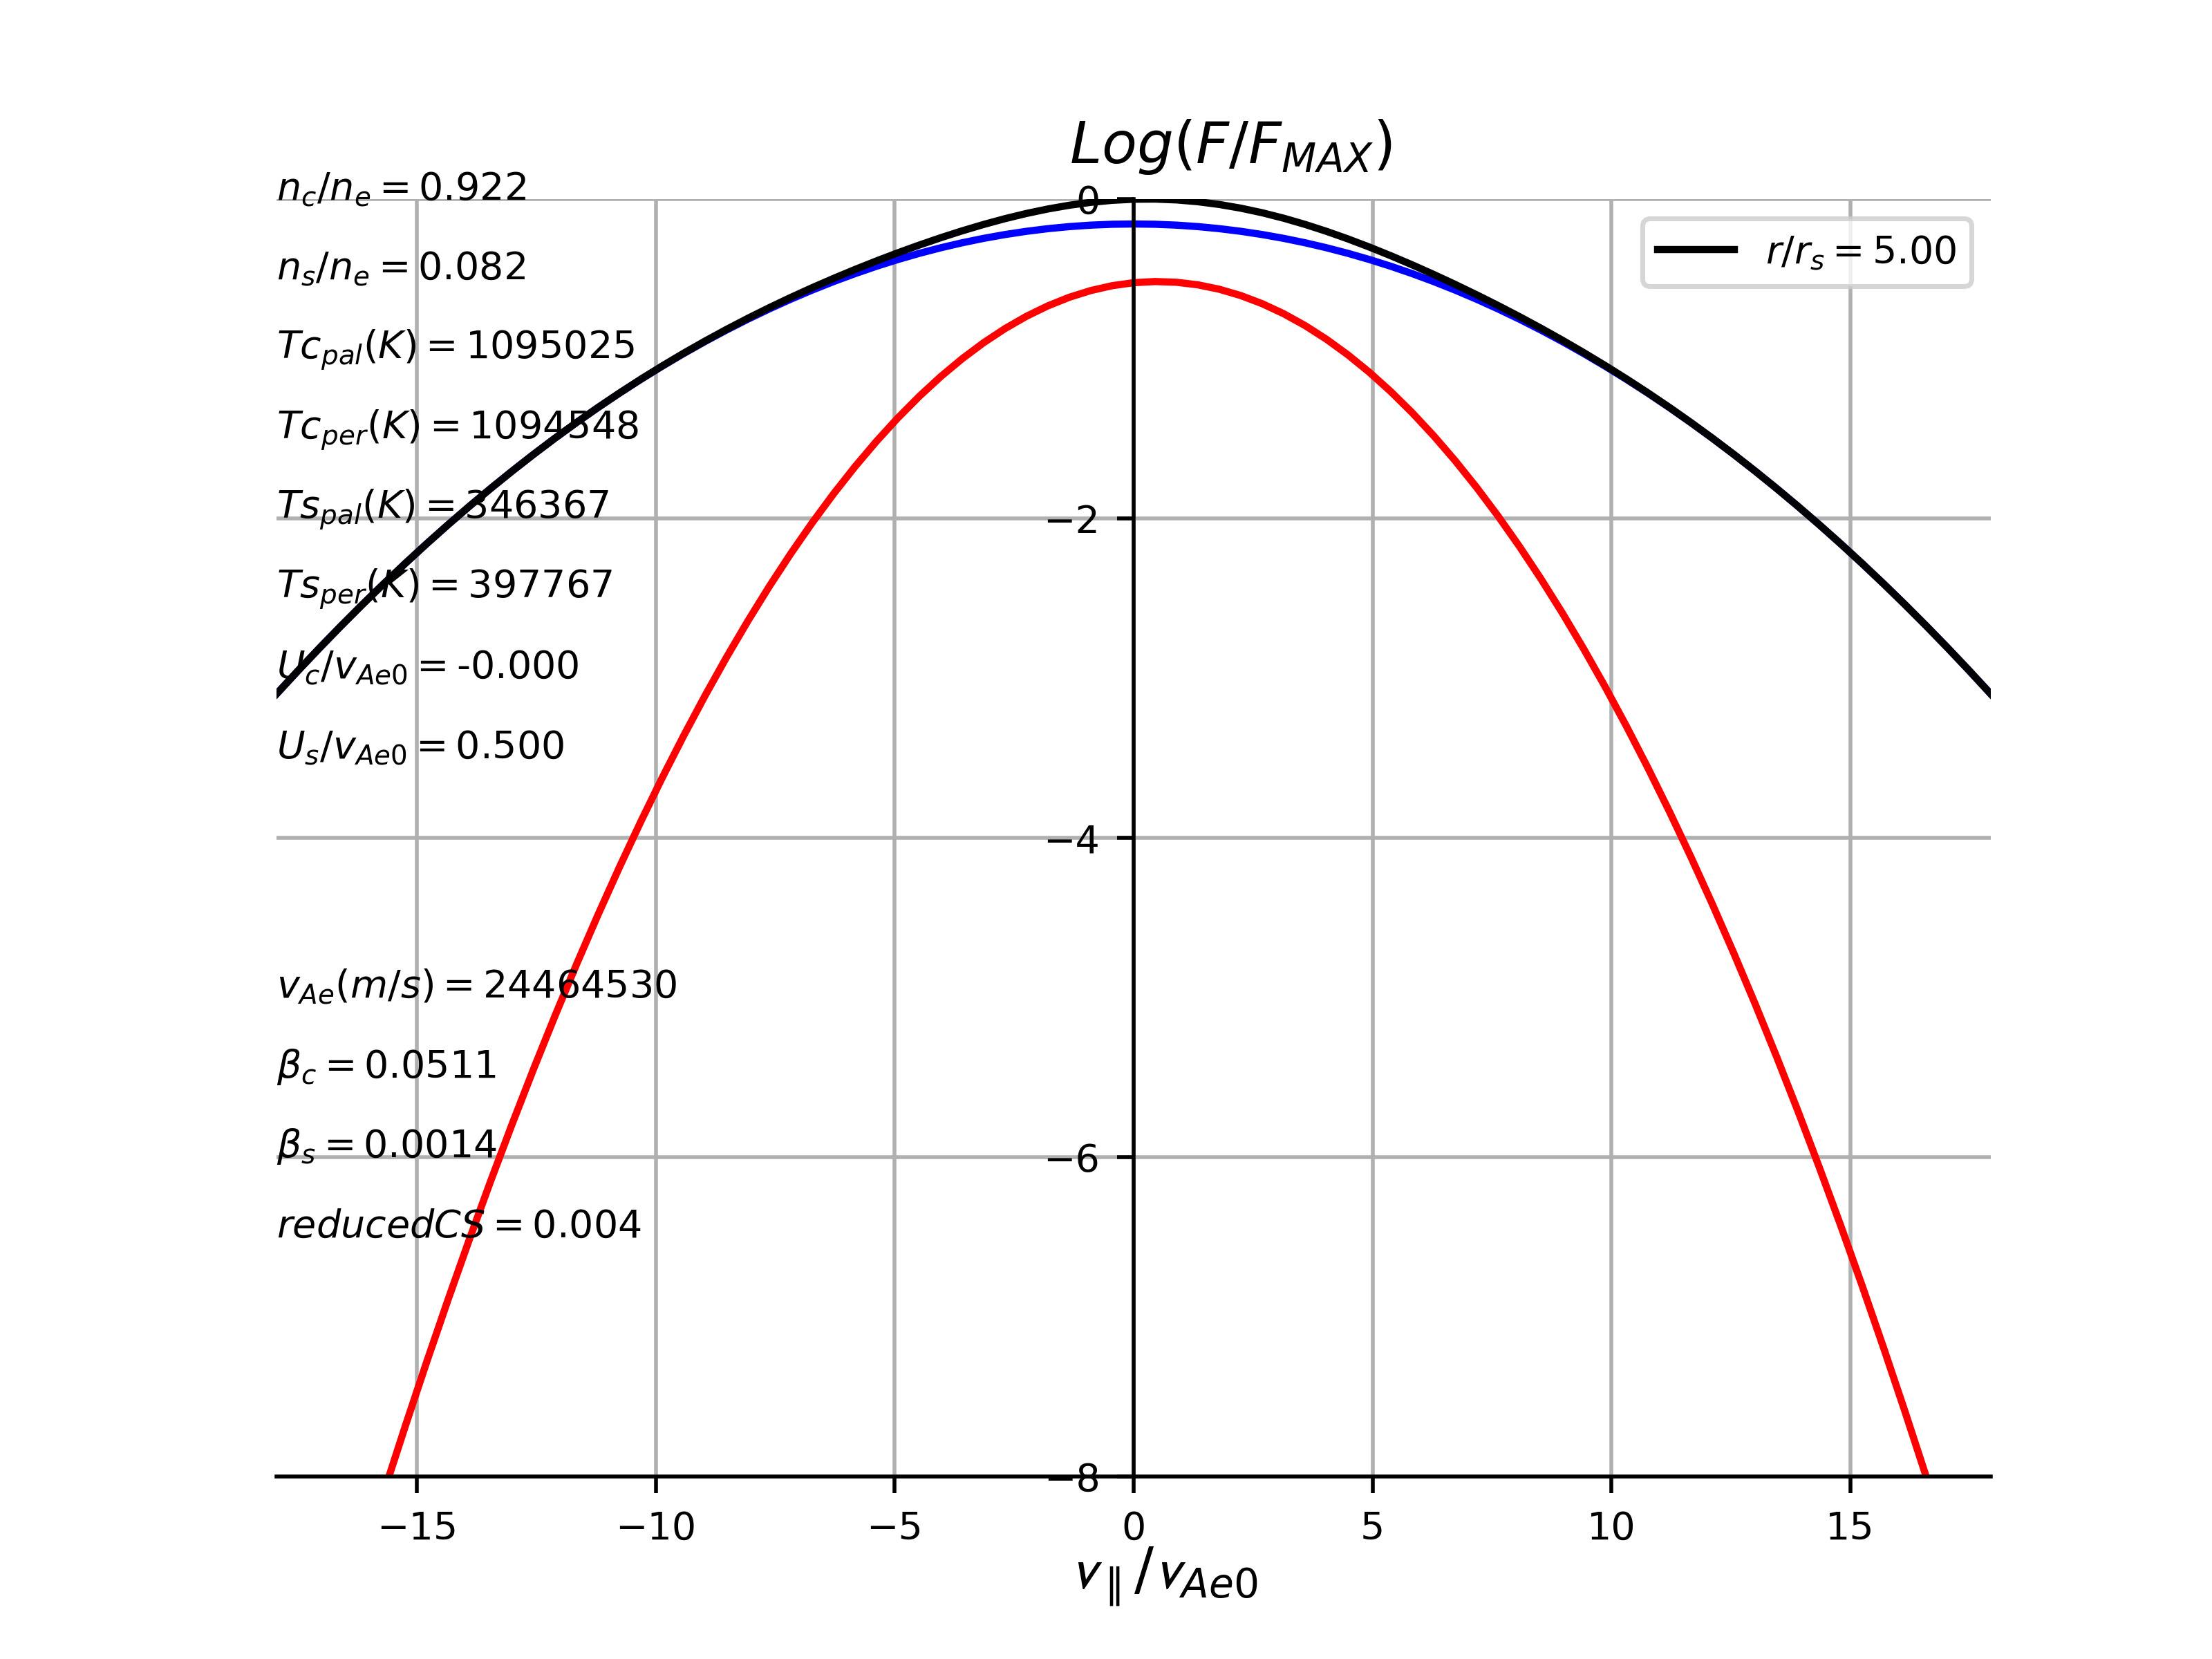 Log(F/F_MAX)
n_c/n_e = 0.922
n_s/n_e = 0.082
Tc_pal(K) = 1095025
Tc_per(K) = 1094548
Ts_pal(K) = 346367
Ts_per(K) = 397767
U_c/v_Ae0 = -0.000
U_s/v_Ae0 = 0.500
v_Ae(m/s) = 24464530
β_c = 0.0511
β_s = 0.0014
reducedCS = 0.004
r/r_s = 5.00
0
−2
−4
−6
−8
−15 −10 −5 0 5 10 15
v_∥/v_Ae0